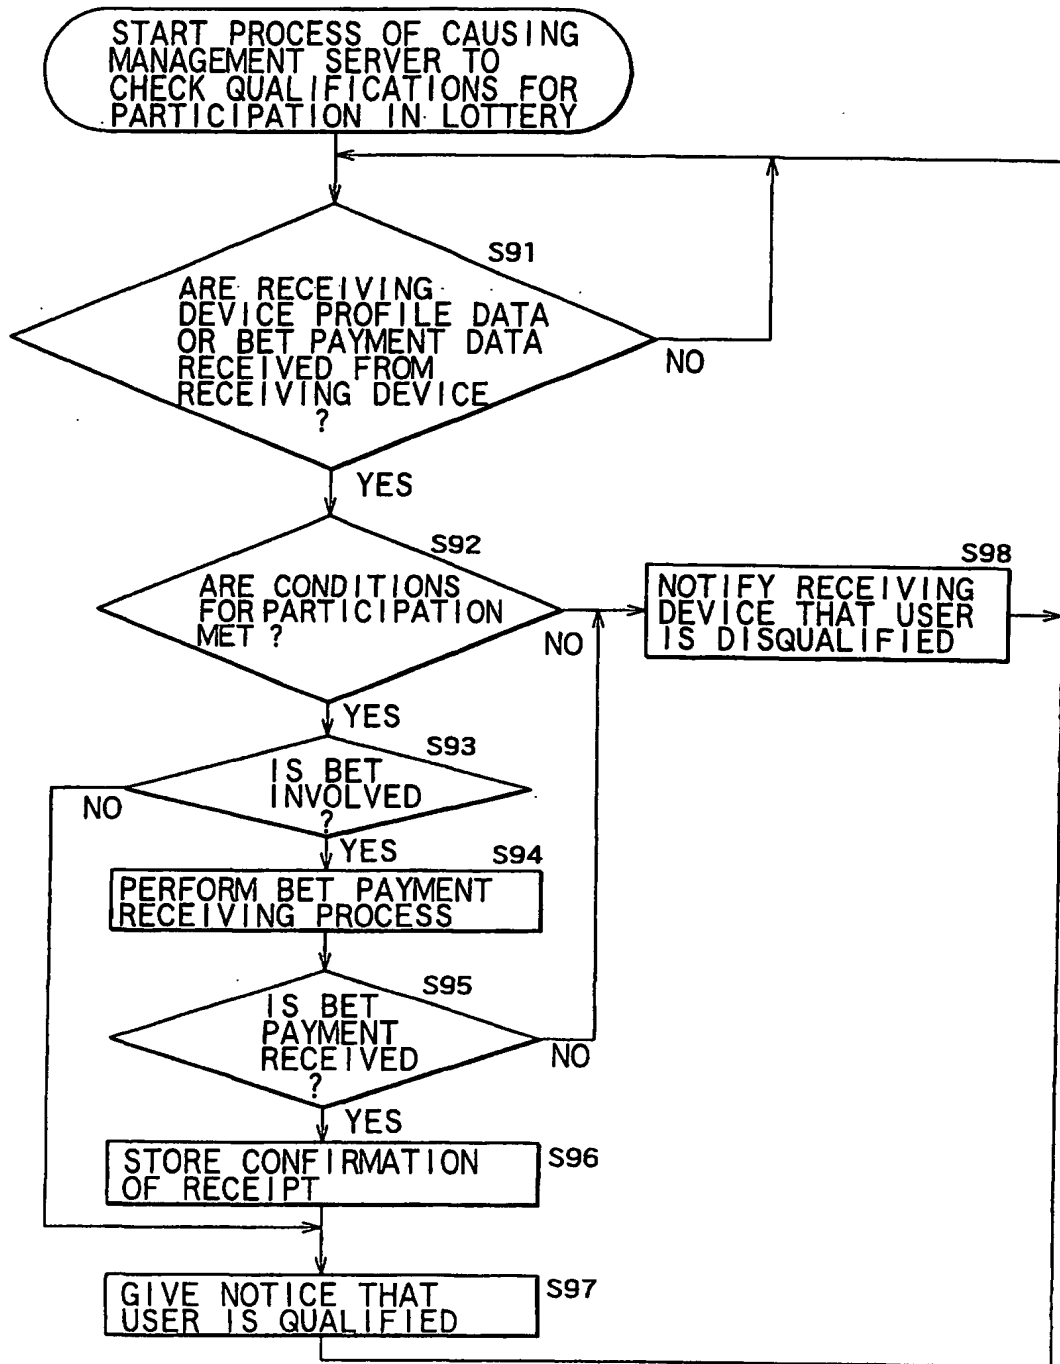 START PROCESS OF CAUSING
MANAGEMENT SERVER TO
CHECK QUALIFICATIONS FOR
PARTICIPATION IN LOTTERY
S91
ARE RECEIVING
DEVICE PROFILE DATA
OR BET PAYMENT DATA
RECEIVED FROM
RECEIVING DEVICE
?
NO
YES
S92
ARE CONDITIONS
FOR PARTICIPATION
MET ?
NO
S98
NOTIFY RECEIVING
DEVICE THAT USER
IS DISQUALIFIED
YES
S93
IS BET
INVOLVED
?
NO
YES
S94
PERFORM BET PAYMENT
RECEIVING PROCESS
S95
IS BET
PAYMENT
RECEIVED
?
NO
YES
STORE CONFIRMATION
OF RECEIPT
S96
GIVE NOTICE THAT
USER IS QUALIFIED
S97